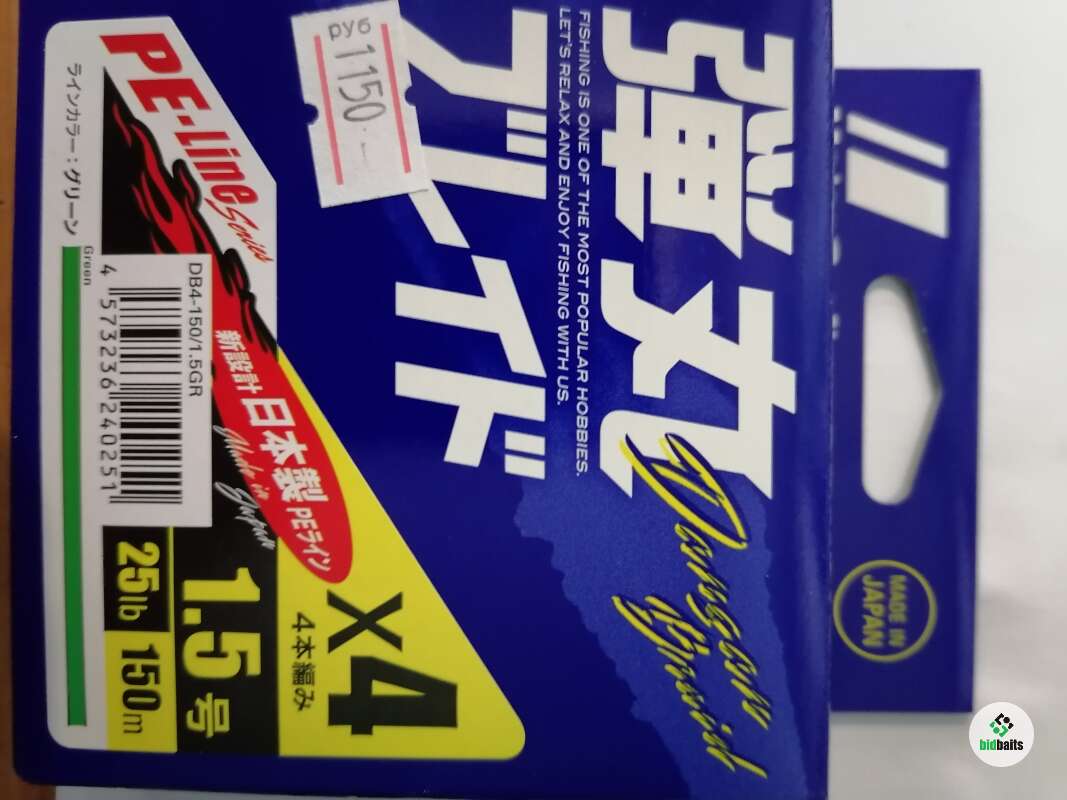 弾丸
ブレイド
Dangan Braid
FISHING IS ONE OF THE MOST POPULAR HOBBIES.
LET'S RELAX AND ENJOY FISHING WITH US.
руб
1150
PE-Line
Series
新設計
日本製
PEライン
Made in Japan
X4
4本編み
1.5号
25lb
150m
DB4-150/1.5GR
4 573236 240251
ラインカラー：グリーン
Green
MADE IN
JAPAN
bidbaits